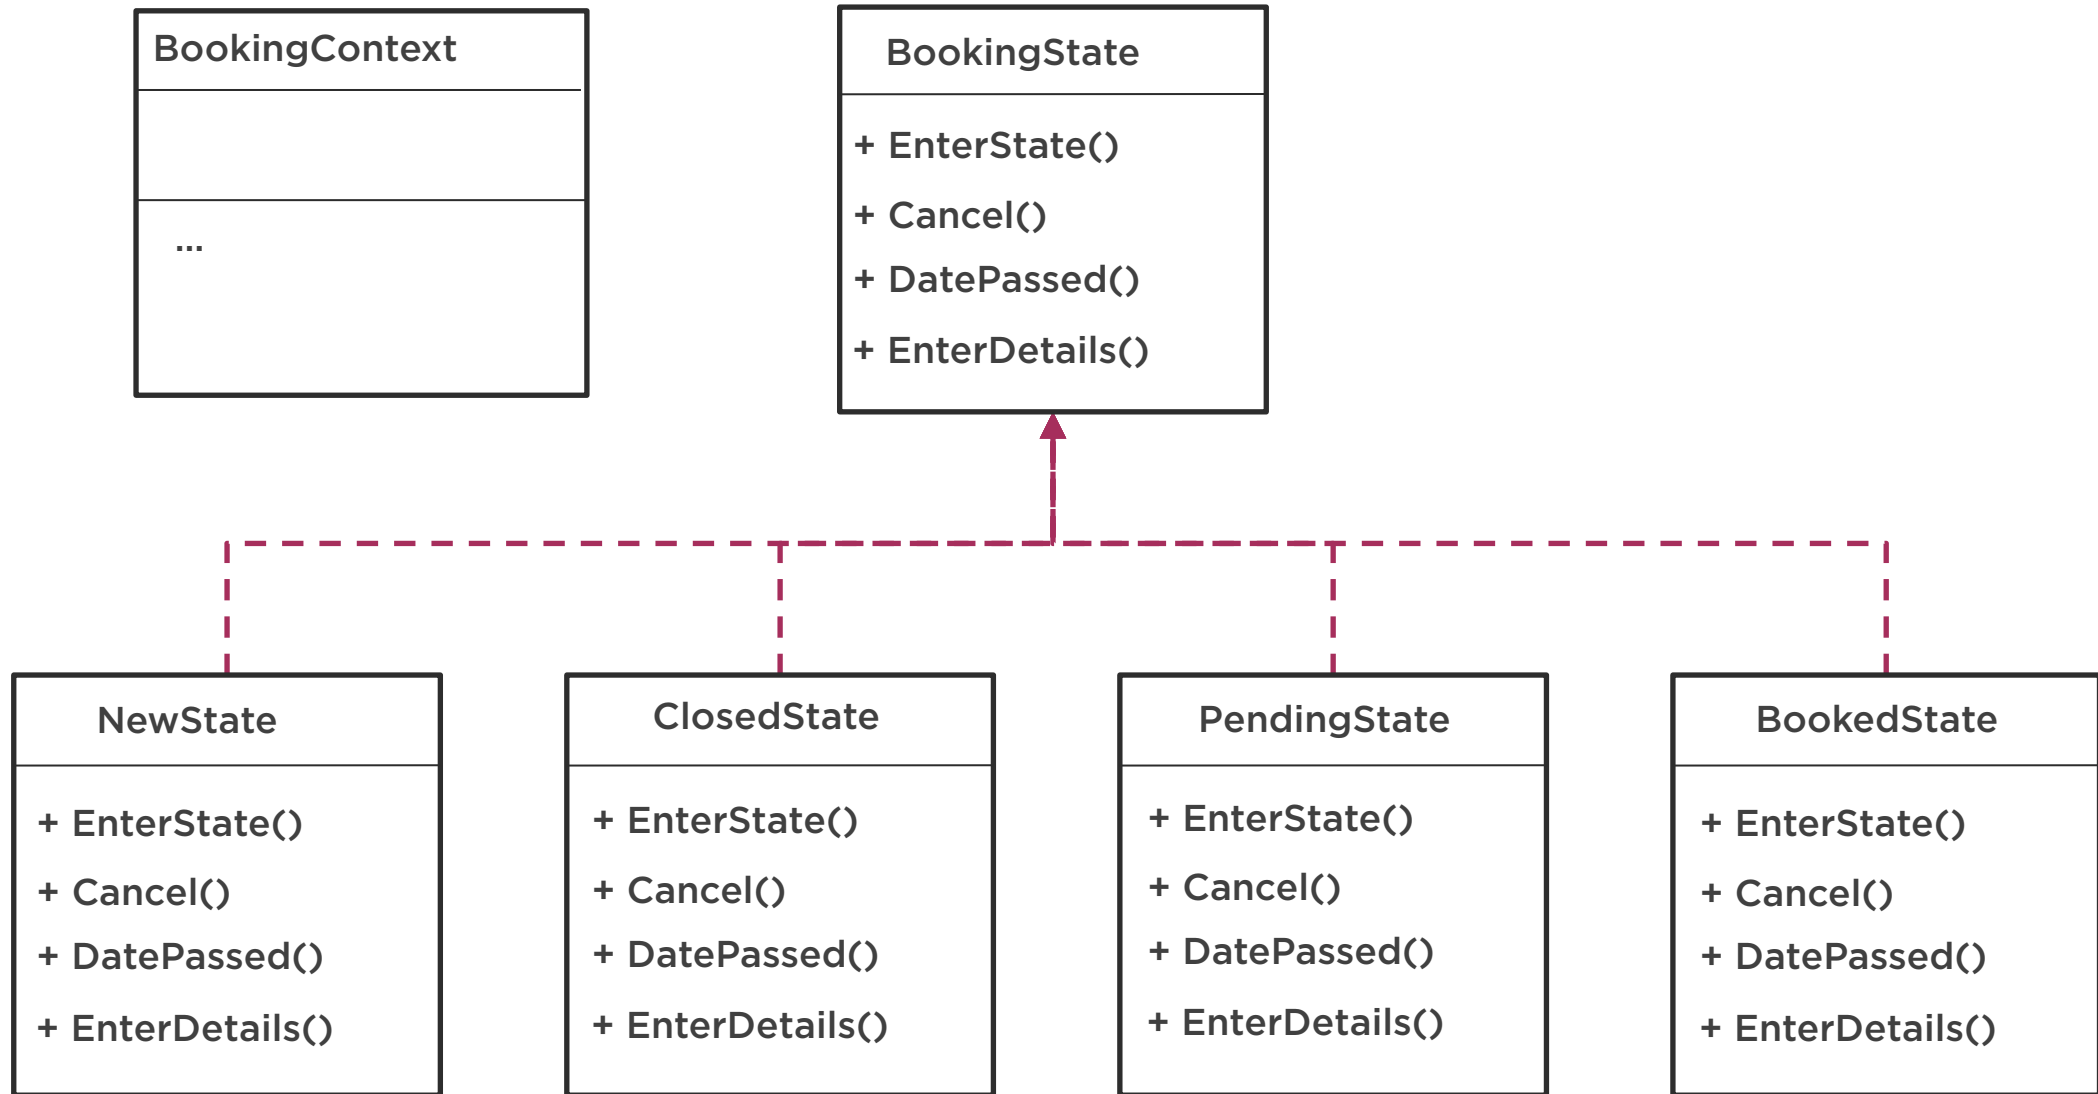 BookingContext
...
BookingState
+ EnterState()
+ Cancel()
+ DatePassed()
+ EnterDetails()
NewState
+ EnterState()
+ Cancel()
+ DatePassed()
+ EnterDetails()
ClosedState
+ EnterState()
+ Cancel()
+ DatePassed()
+ EnterDetails()
PendingState
+ EnterState()
+ Cancel()
+ DatePassed()
+ EnterDetails()
BookedState
+ EnterState()
+ Cancel()
+ DatePassed()
+ EnterDetails()